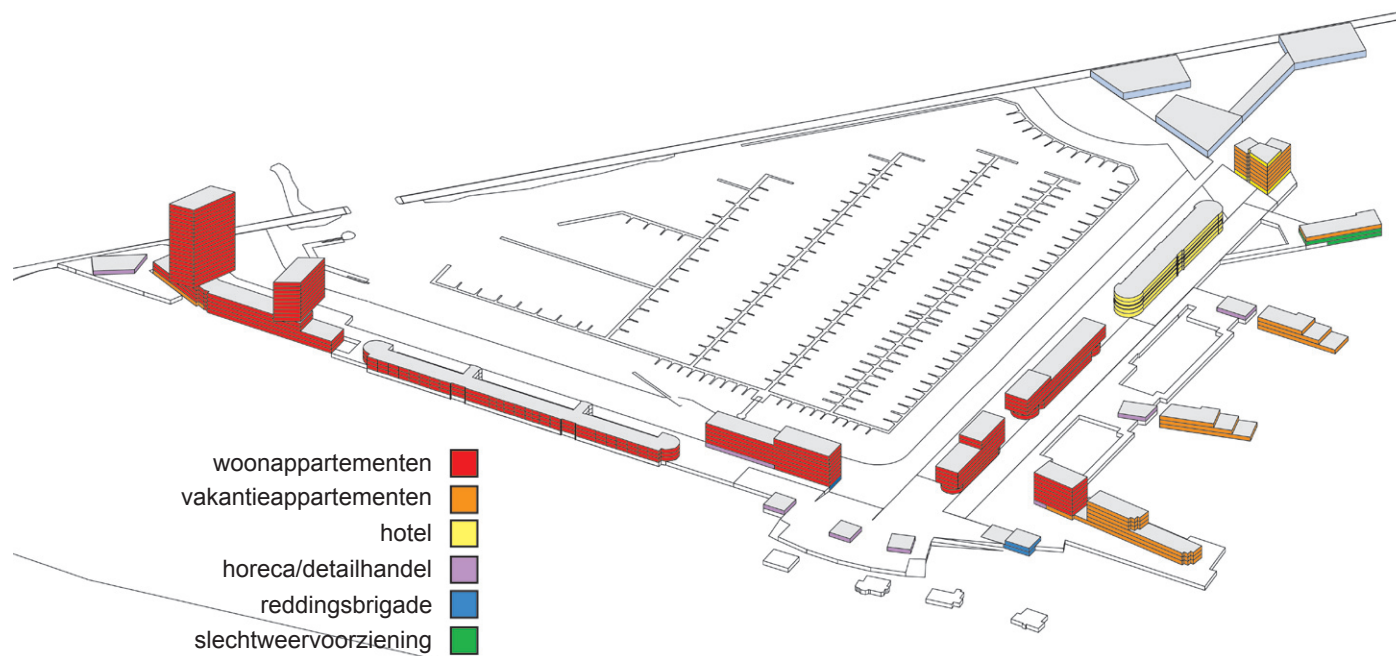 woonappartementen
vakantieappartementen
hotel
horeca/detailhandel
reddingsbrigade
slechtweervoorziening